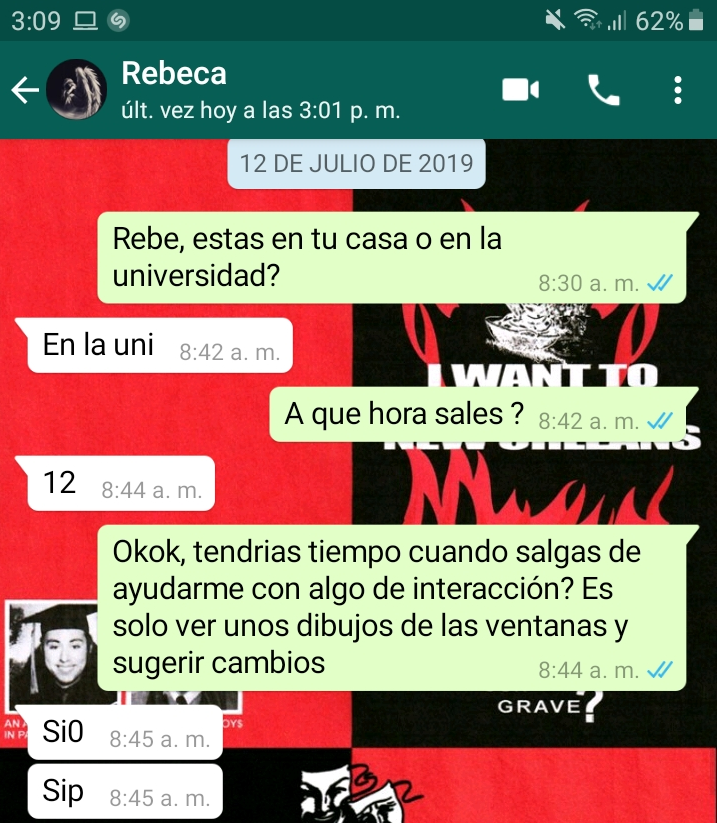 3:09 62%
Rebeca
últ. vez hoy a las 3:01 p. m.
12 DE JULIO DE 2019
Rebe, estas en tu casa o en la
universidad?
8:30 a. m.
En la uni 8:42 a. m.
I WANT TO
A que hora sales ? 8:42 a. m.
NEW ORLEANS
12 8:44 a. m.
Okok, tendrias tiempo cuando salgas de
ayudarme con algo de interacción? Es
solo ver unos dibujos de las ventanas y
sugerir cambios
8:44 a. m.
GRAVE?
Si0 8:45 a. m.
Sip 8:45 a. m.